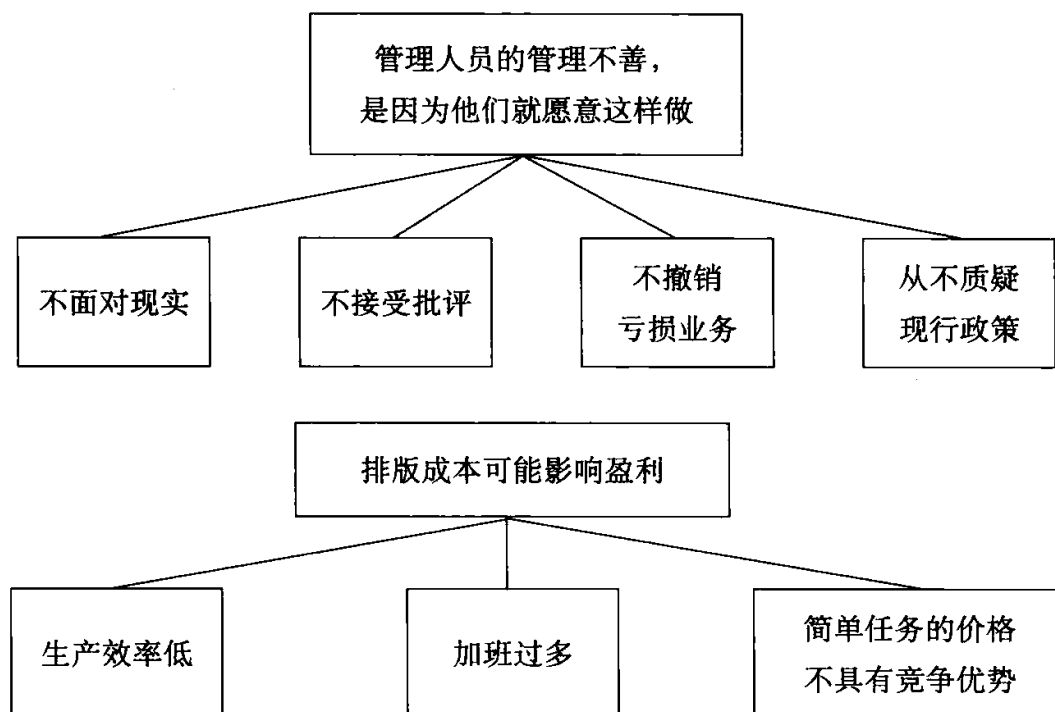 管理人员的管理不善，
是因为他们就愿意这样做
不面对现实
不接受批评
不撤销
亏损业务
从不质疑
现行政策
排版成本可能影响盈利
生产效率低
加班过多
简单任务的价格
不具有竞争优势